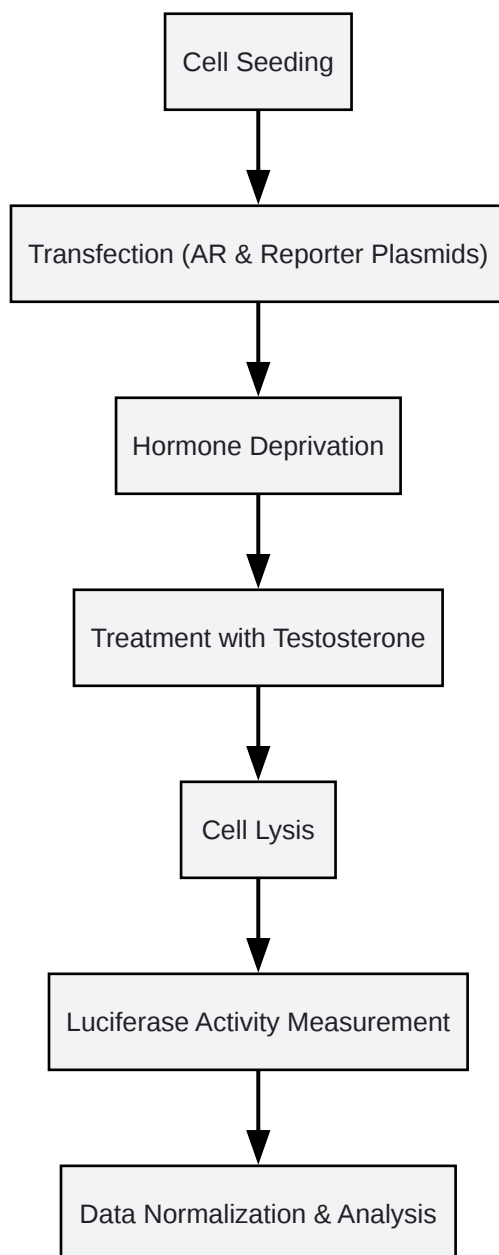 Cell Seeding
Transfection (AR & Reporter Plasmids)
Hormone Deprivation
Treatment with Testosterone
Cell Lysis
Luciferase Activity Measurement
Data Normalization & Analysis